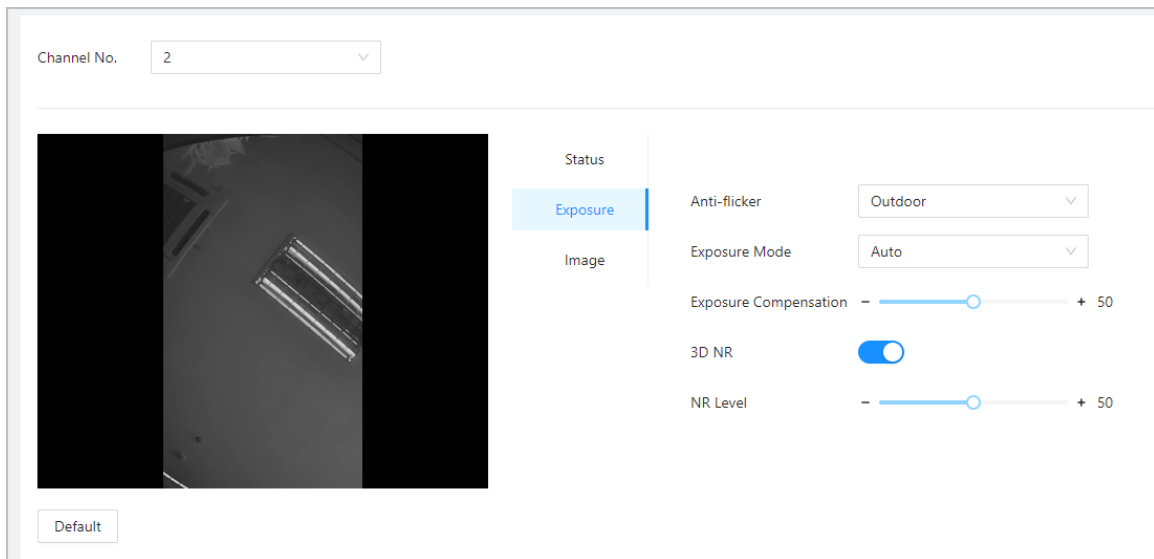 Channel No. 2
Status
Exposure
Image
Anti-flicker Outdoor
Exposure Mode Auto
Exposure Compensation - + 50
3D NR
NR Level - + 50
Default